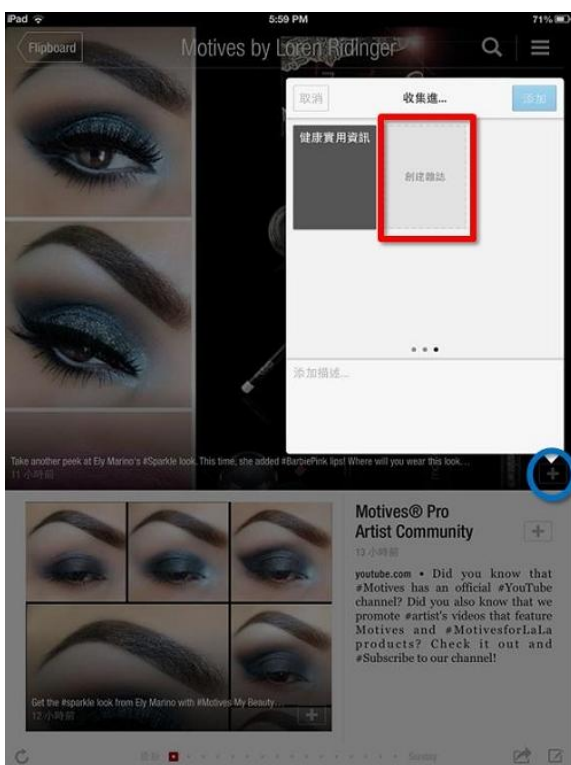 iPad
5:59 PM
71%
Flipboard
Motives by Loren Ridinger
取消
收集進...
添加
健康實用資訊
創建雜誌
添加描述...
Take another peek at Ely Marino's #Sparkle look. This time, she added #BarbiePink lips! Where will you wear this look...
11 小時前
Motives® Pro
Artist Community
13 小時前
youtube.com • Did you know that
#Motives has an official #YouTube
channel? Did you also know that we
promote #artist's videos that feature
Motives and #MotivesforLaLa
products? Check it out and
#Subscribe to our channel!
Get the #sparkle look from Ely Marino with #Motives My Beauty...
12 小時前
Sunday